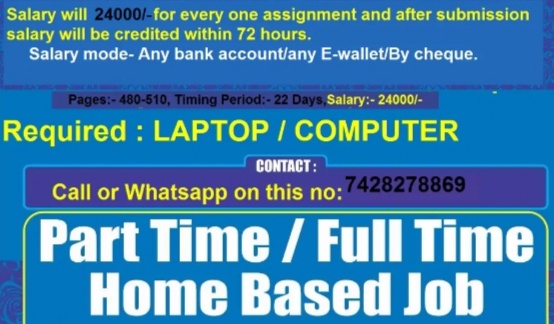 Salary will 24000/-for every one assignment and after submission
salary will be credited within 72 hours.
Salary mode- Any bank account/any E-wallet/By cheque.
Pages:- 480-510, Timing Period:- 22 Days,Salary:- 24000/-
Required : LAPTOP / COMPUTER
CONTACT :
Call or Whatsapp on this no: 7428278869
Part Time / Full Time
Home Based Job